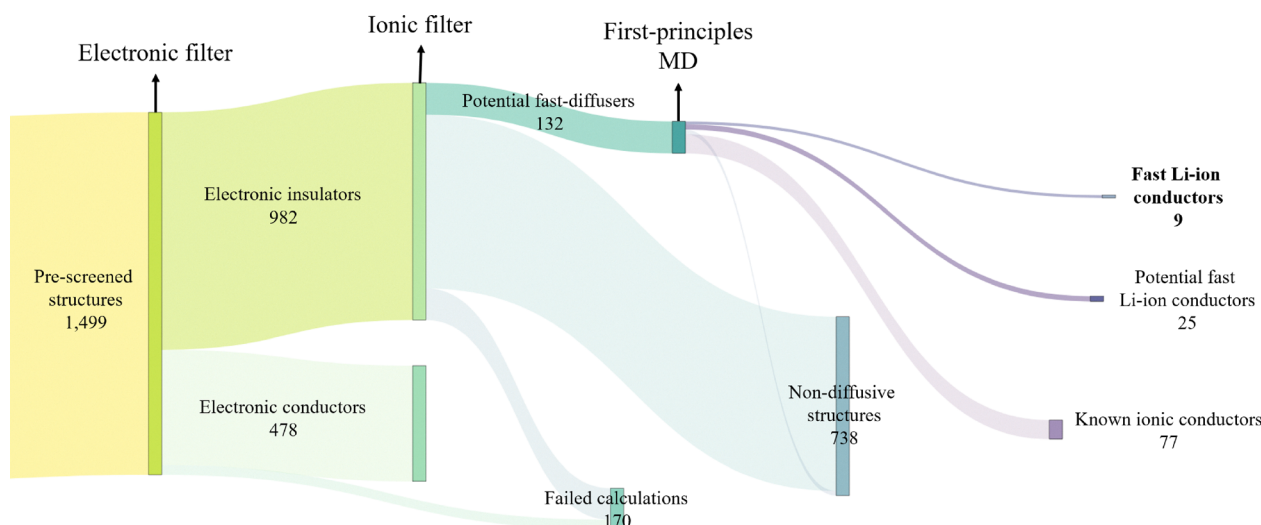 Electronic filter
Ionic filter
First-principles
MD
Pre-screened
structures
1,499
Electronic insulators
982
Electronic conductors
478
Potential fast-diffusers
132
Failed calculations
170
Non-diffusive
structures
738
Fast Li-ion
conductors
9
Potential fast
Li-ion conductors
25
Known ionic conductors
77